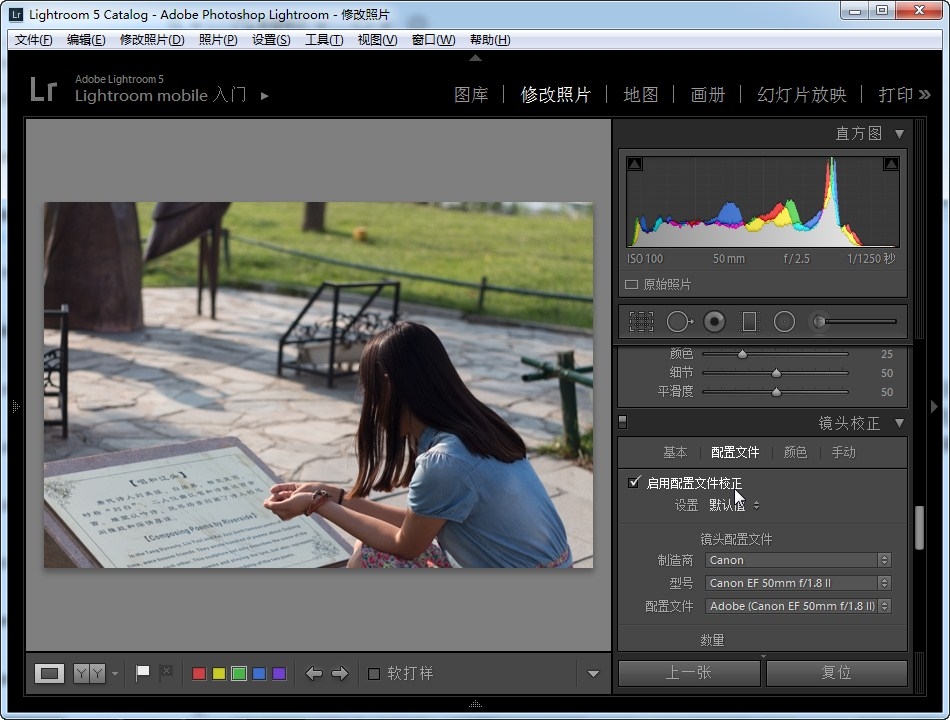 Lightroom 5 Catalog - Adobe Photoshop Lightroom - 修改照片
文件(F) 编辑(E) 修改照片(D) 照片(P) 设置(S) 工具(T) 视图(V) 窗口(W) 帮助(H)
Lr
Adobe Lightroom 5
Lightroom mobile 入门
图库 修改照片 地图 画册 幻灯片放映 打印
直方图
ISO 100 50 mm f / 2.5 1/1250 秒
原始照片
颜色 25
细节 50
平滑度 50
镜头校正
基本 配置文件 颜色 手动
启用配置文件校正
设置 默认值
镜头配置文件
制造商 Canon
型号 Canon EF 50mm f/1.8 II
配置文件 Adobe (Canon EF 50mm f/1.8 II)
数量
【Composing Poems by Riverside】
软打样
上一张 复位